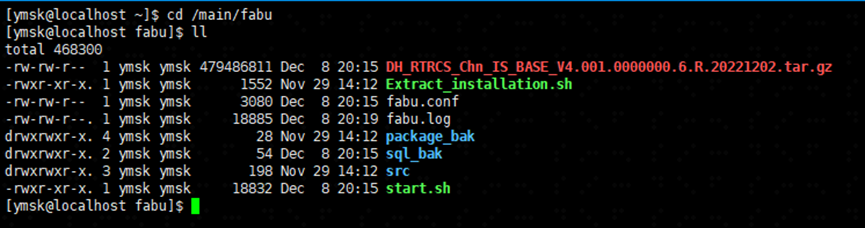 [ymsk@localhost ~]$ cd /main/fabu
[ymsk@localhost fabu]$ ll
total 468300
-rw-rw-r--  1 ymsk ymsk 479486811 Dec  8 20:15 DH_RTRCS_Chn_IS_BASE_V4.001.0000000.6.R.20221202.tar.gz
-rwxr-xr-x. 1 ymsk ymsk      1552 Nov 29 14:12 Extract_installation.sh
-rw-rw-r--  1 ymsk ymsk      3080 Dec  8 20:15 fabu.conf
-rw-rw-r--. 1 ymsk ymsk     18885 Dec  8 20:19 fabu.log
drwxrwxr-x. 4 ymsk ymsk        28 Nov 29 14:12 package_bak
drwxrwxr-x. 2 ymsk ymsk        54 Dec  8 20:15 sql_bak
drwxrwxr-x. 3 ymsk ymsk       198 Nov 29 14:12 src
-rwxr-xr-x. 1 ymsk ymsk     18832 Dec  8 20:15 start.sh
[ymsk@localhost fabu]$